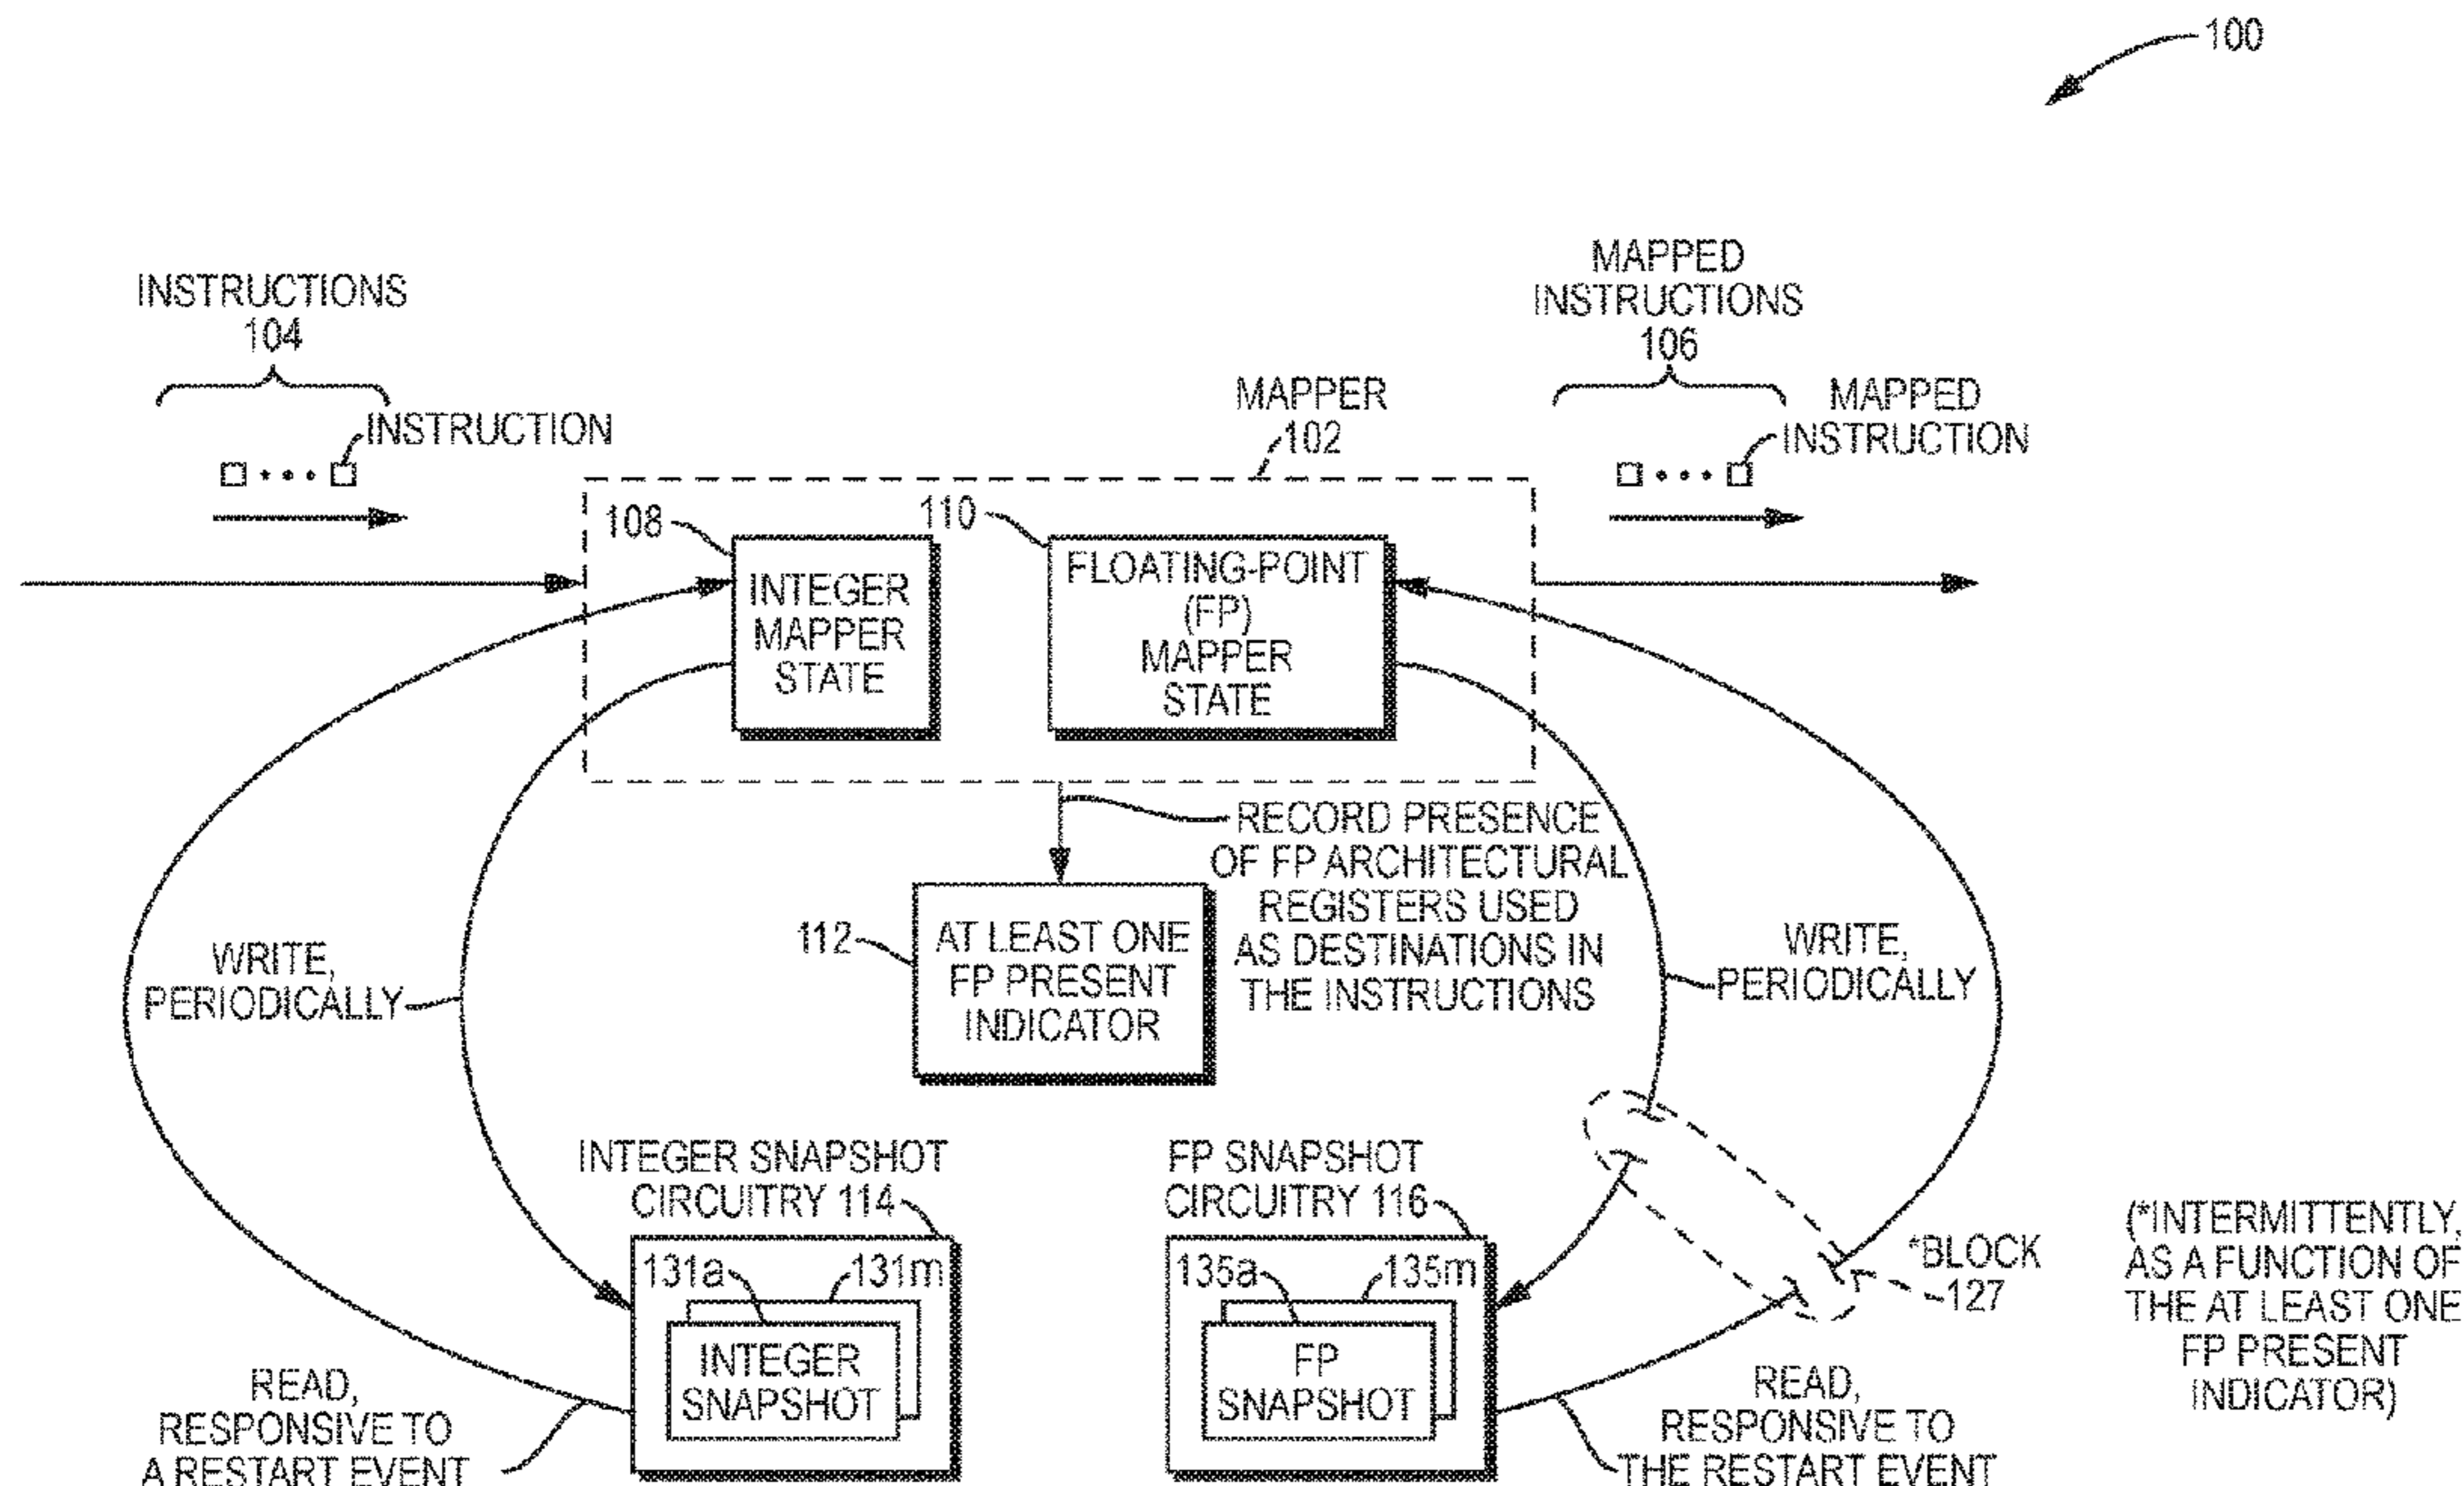 100
INSTRUCTIONS
104
INSTRUCTION
MAPPED
INSTRUCTIONS
106
MAPPED
INSTRUCTION
MAPPER
102
108
INTEGER
MAPPER
STATE
110
FLOATING-POINT
(FP)
MAPPER
STATE
RECORD PRESENCE
OF FP ARCHITECTURAL
REGISTERS USED
AS DESTINATIONS IN
THE INSTRUCTIONS
112
AT LEAST ONE
FP PRESENT
INDICATOR
WRITE,
PERIODICALLY
WRITE,
PERIODICALLY
INTEGER SNAPSHOT
CIRCUITRY 114
131a
131m
INTEGER
SNAPSHOT
FP SNAPSHOT
CIRCUITRY 116
135a
135m
FP
SNAPSHOT
*BLOCK
127
(*INTERMITTENTLY,
AS A FUNCTION OF
THE AT LEAST ONE
FP PRESENT
INDICATOR)
READ,
RESPONSIVE TO
A RESTART EVENT
READ,
RESPONSIVE TO
THE RESTART EVENT